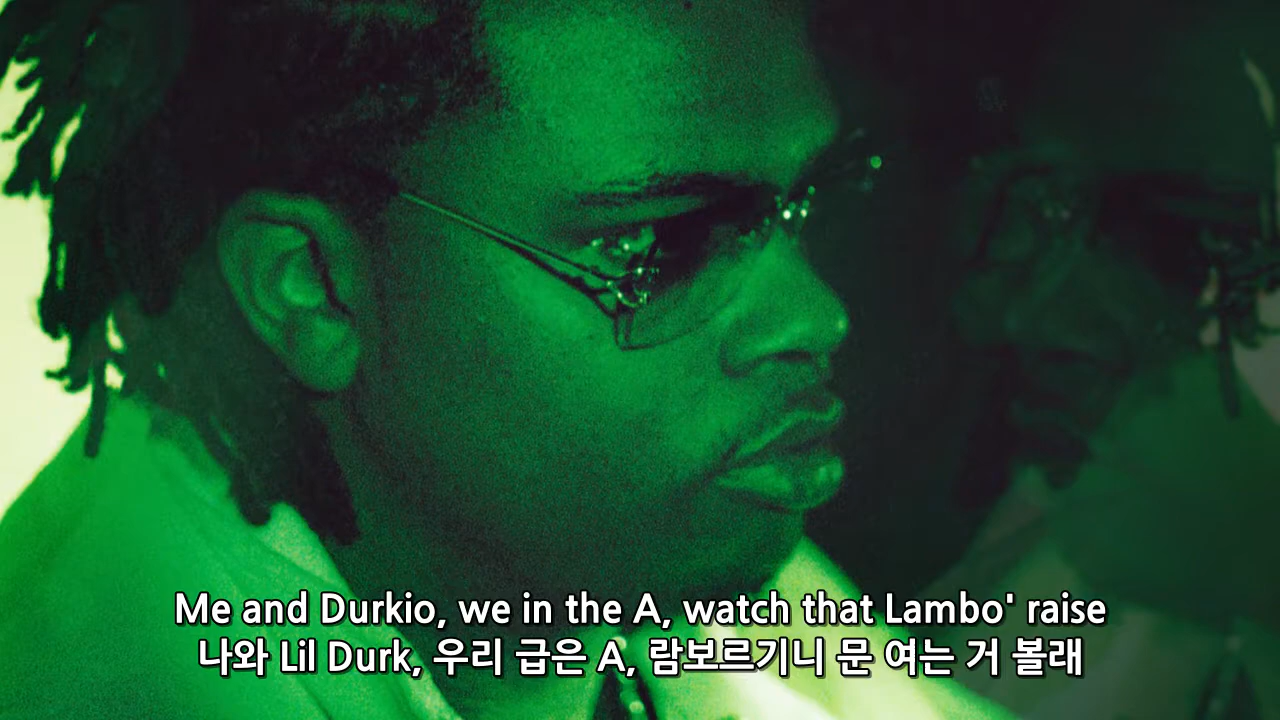 Me and Durkio, we in the A, watch that Lambo' raise
나와 Lil Durk, 우리 급은 A, 람보르기니 문 여는 거 볼래